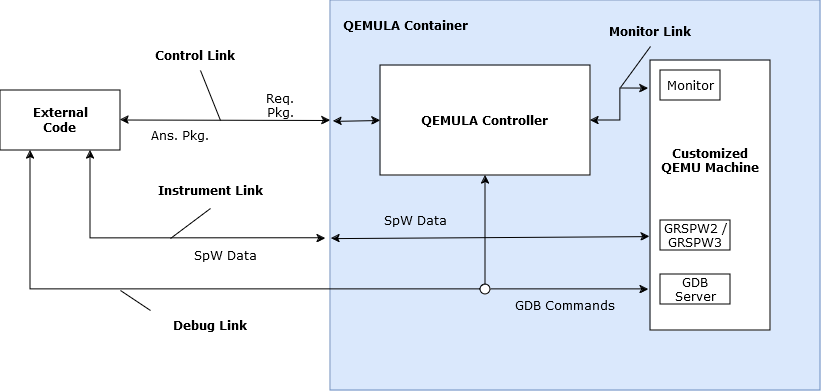 QEMULA Container
Monitor Link
Control Link
Monitor
Req.
Pkg.
External
Code
QEMULA Controller
Ans. Pkg.
Customized
QEMU Machine
Instrument Link
SpW Data
GRSPW2 /
GRSPW3
SpW Data
GDB
Server
GDB Commands
Debug Link